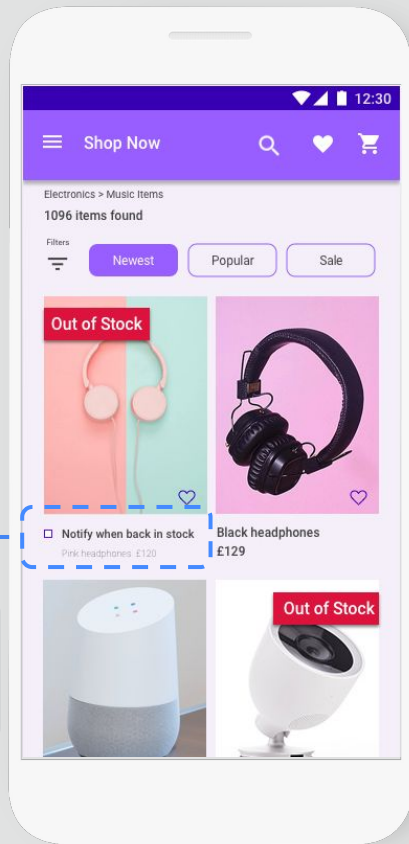 12:30
Shop Now
Electronics > Music Items
1096 items found
Filters
Newest
Popular
Sale
Out of Stock
Notify when back in stock
Pink headphones £120
Black headphones
£129
Out of Stock